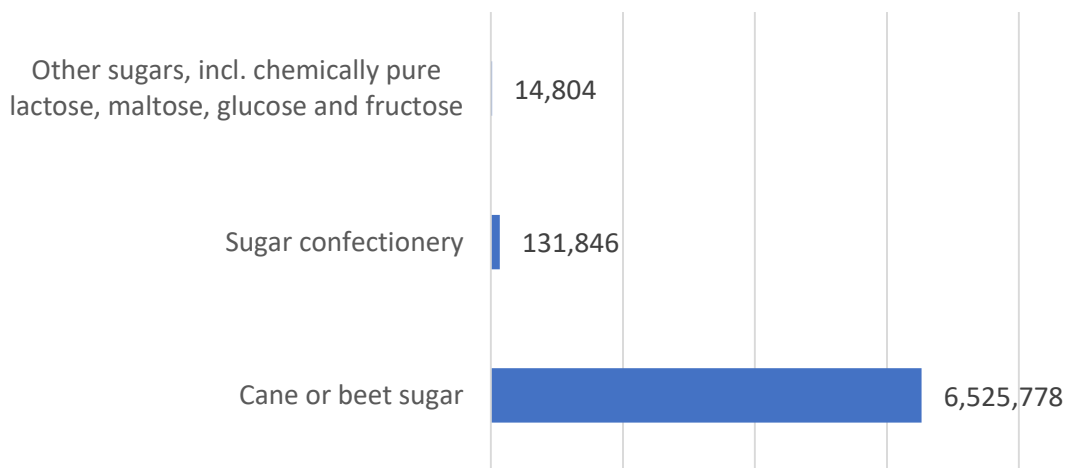 Other sugars, incl. chemically pure
lactose, maltose, glucose and fructose
14,804
Sugar confectionery
131,846
Cane or beet sugar
6,525,778